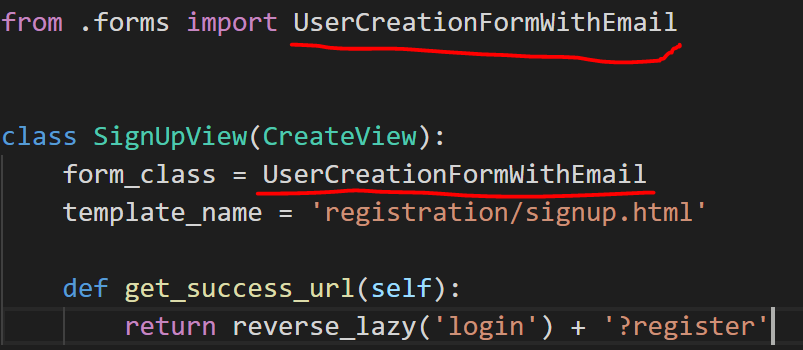 from .forms import UserCreationFormWithEmail
class SignUpView(CreateView):
form_class = UserCreationFormWithEmail
template_name = 'registration/signup.html'
def get_success_url(self):
return reverse_lazy('login') + '?register'